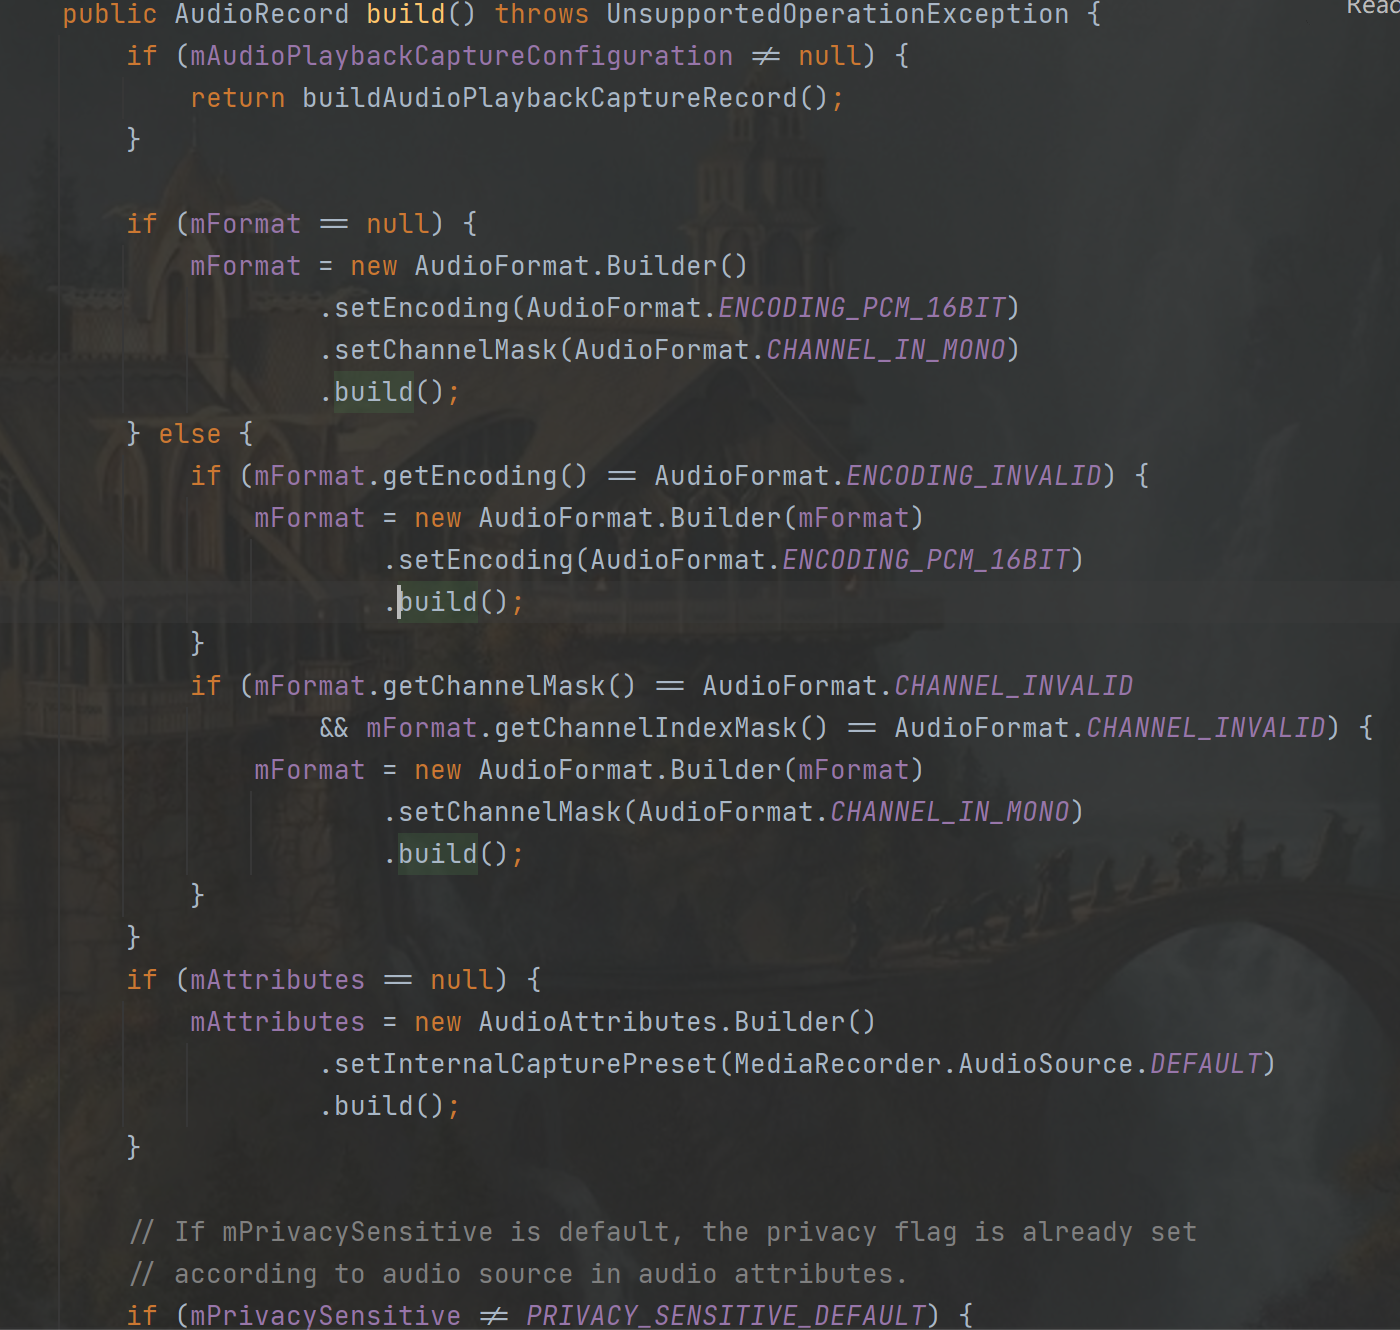 Read
public AudioRecord build() throws UnsupportedOperationException {
if (mAudioPlaybackCaptureConfiguration != null) {
return buildAudioPlaybackCaptureRecord();
}
if (mFormat == null) {
mFormat = new AudioFormat.Builder()
.setEncoding(AudioFormat.ENCODING_PCM_16BIT)
.setChannelMask(AudioFormat.CHANNEL_IN_MONO)
.build();
} else {
if (mFormat.getEncoding() == AudioFormat.ENCODING_INVALID) {
mFormat = new AudioFormat.Builder(mFormat)
.setEncoding(AudioFormat.ENCODING_PCM_16BIT)
.build();
}
if (mFormat.getChannelMask() == AudioFormat.CHANNEL_INVALID
&& mFormat.getChannelIndexMask() == AudioFormat.CHANNEL_INVALID) {
mFormat = new AudioFormat.Builder(mFormat)
.setChannelMask(AudioFormat.CHANNEL_IN_MONO)
.build();
}
}
if (mAttributes == null) {
mAttributes = new AudioAttributes.Builder()
.setInternalCapturePreset(MediaRecorder.AudioSource.DEFAULT)
.build();
}
// If mPrivacySensitive is default, the privacy flag is already set
// according to audio source in audio attributes.
if (mPrivacySensitive != PRIVACY_SENSITIVE_DEFAULT) {